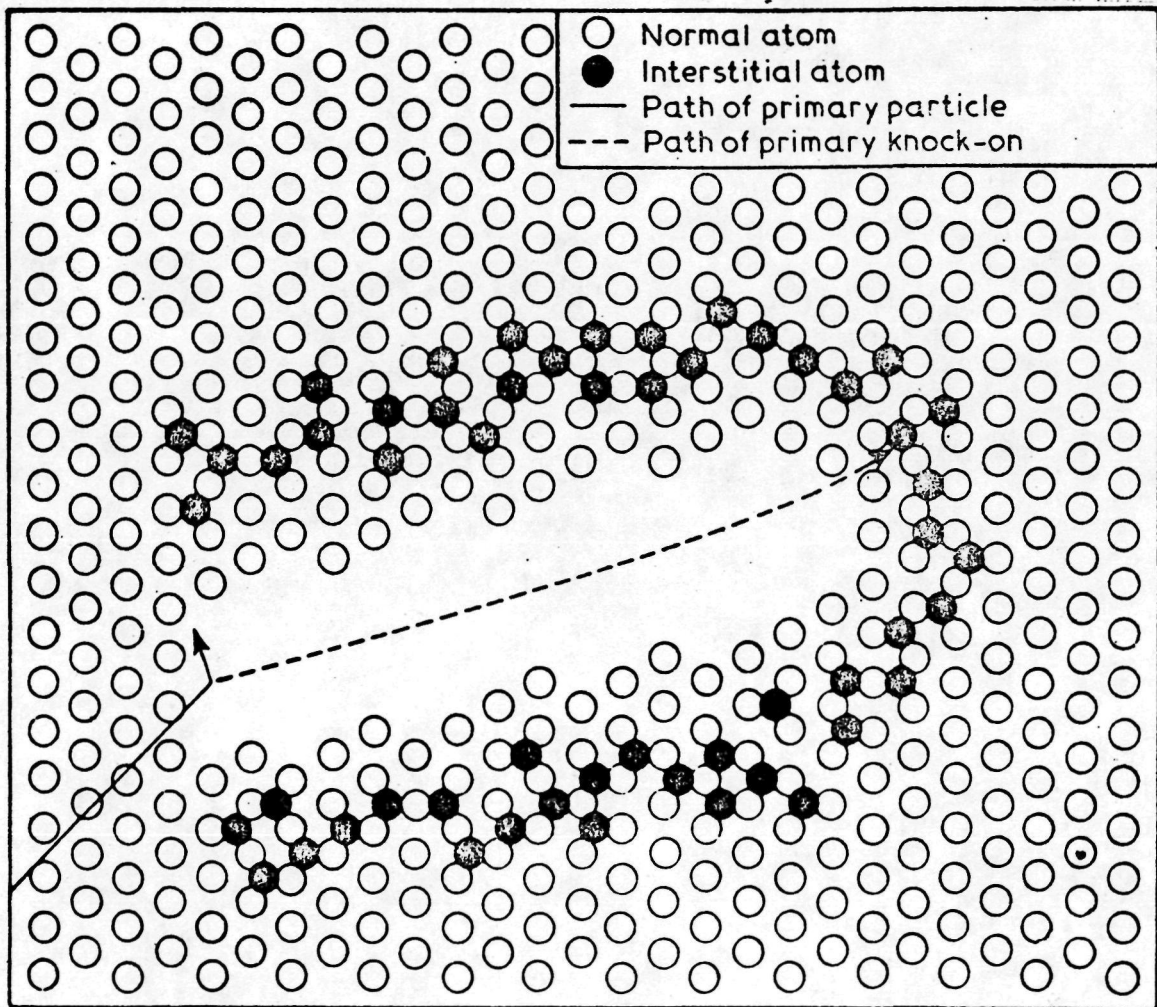 Normal atom
Interstitial atom
Path of primary particle
Path of primary knock-on